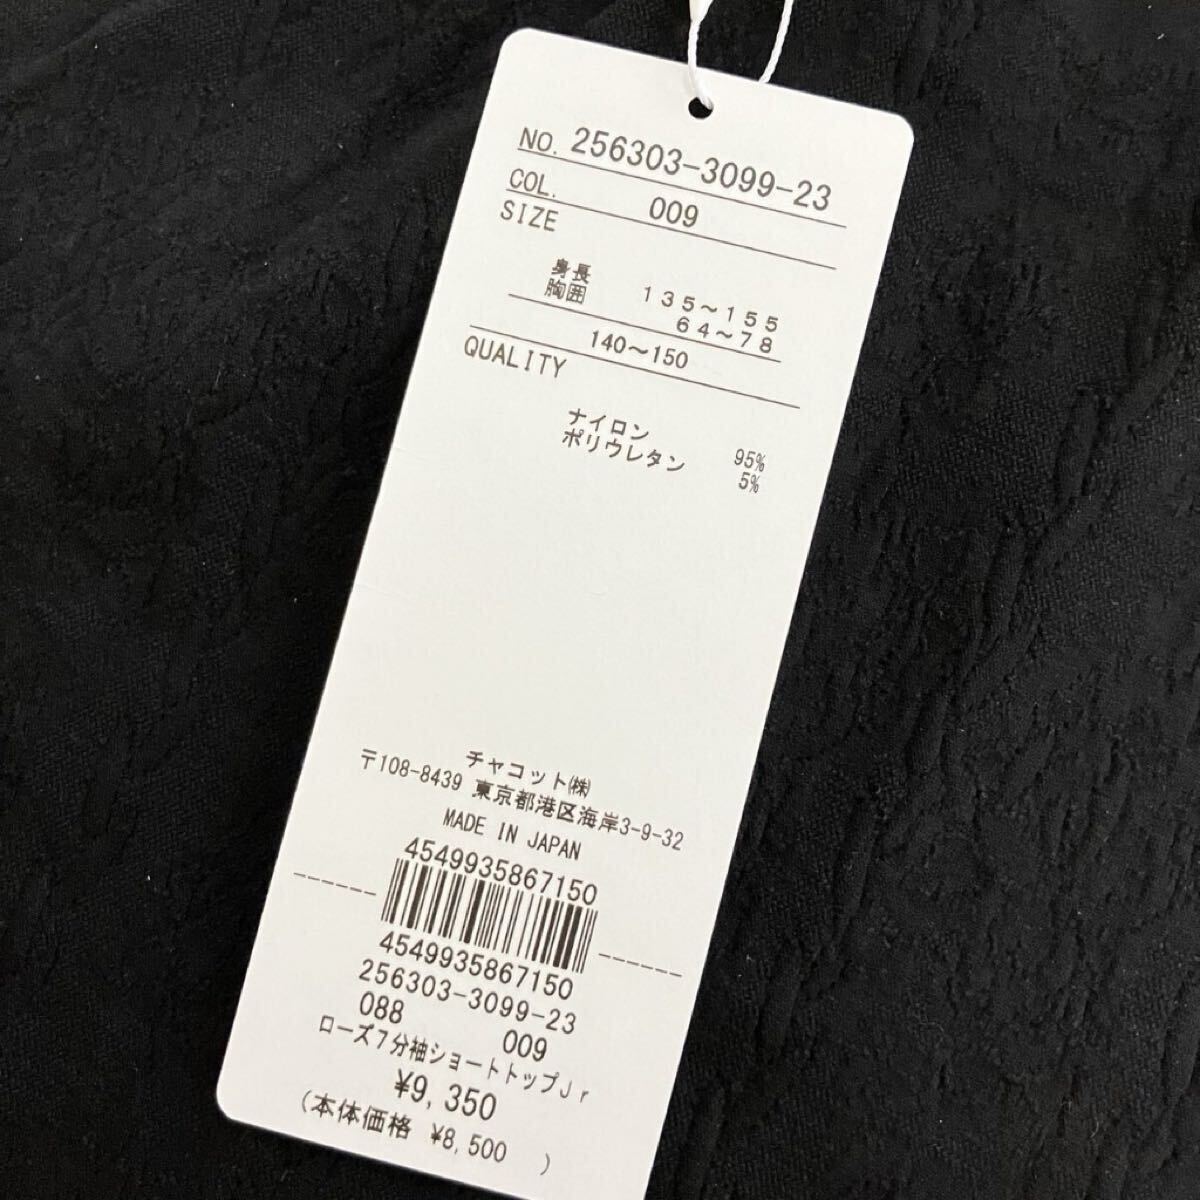 NO. 256303-3099-23
COL. 009
SIZE
身長 135～155
胸囲 64～78
140～150
QUALITY
ナイロン 95%
ポリウレタン 5%
チャコット㈱
〒108-8439 東京都港区海岸3-9-32
MADE IN JAPAN
4549935867150
4549935867150
256303-3099-23
088 009
ローズ7分袖ショートトップJr
¥9,350
(本体価格 ¥8,500 )